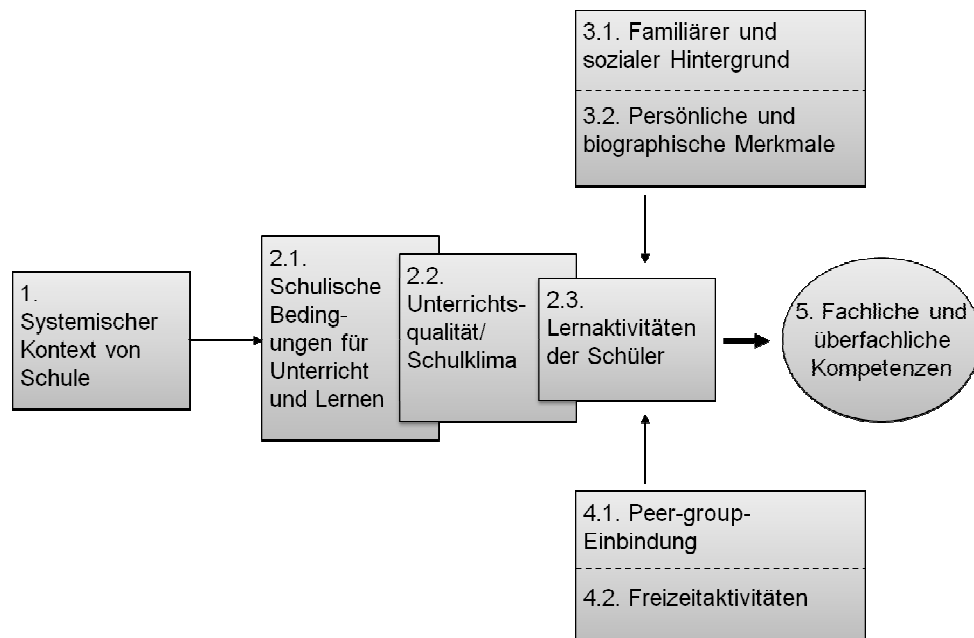 3.1. Familiärer und
sozialer Hintergrund
3.2. Persönliche und
biographische Merkmale
1.
Systemischer
Kontext von
Schule
2.1.
Schulische
Beding-
ungen für
Unterricht
und Lernen
2.2.
Unterrichts-
qualität/
Schulklima
2.3.
Lernaktivitäten
der Schüler
5. Fachliche und
überfachliche
Kompetenzen
4.1. Peer-group-
Einbindung
4.2. Freizeitaktivitäten